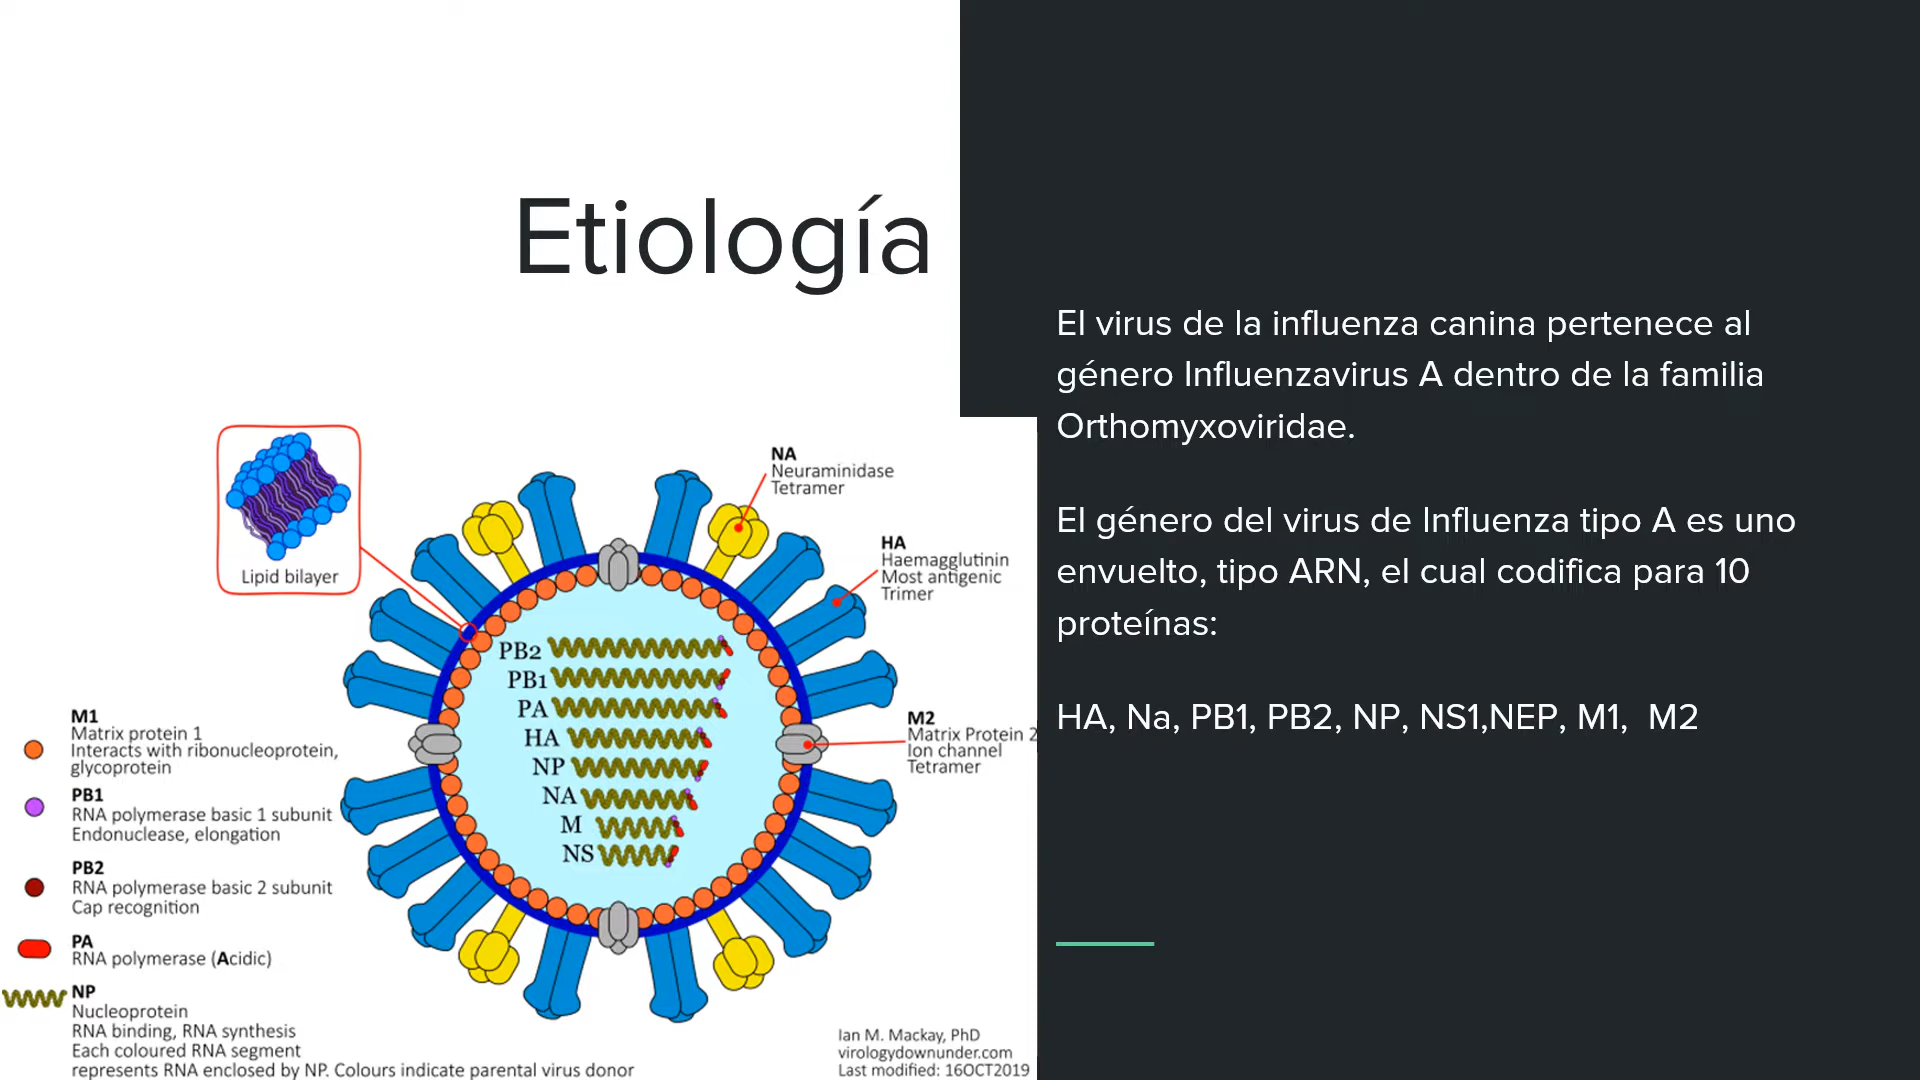 Etiología
El virus de la influenza canina pertenece al
género Influenzavirus A dentro de la familia
Orthomyxoviridae.
El género del virus de Influenza tipo A es uno
envuelto, tipo ARN, el cual codifica para 10
proteínas:
HA, Na, PB1, PB2, NP, NS1,NEP, M1,  M2
Lipid bilayer
NA
Neuraminidase
Tetramer
HA
Haemagglutinin
Most antigenic
Trimer
M2
Matrix Protein 2
Ion channel
Tetramer
PB2
PB1
PA
HA
NP
NA
M
NS
M1
Matrix protein 1
Interacts with ribonucleoprotein,
glycoprotein
PB1
RNA polymerase basic 1 subunit
Endonuclease, elongation
PB2
RNA polymerase basic 2 subunit
Cap recognition
PA
RNA polymerase (Acidic)
NP
Nucleoprotein
RNA binding, RNA synthesis
Each coloured RNA segment
represents RNA enclosed by NP. Colours indicate parental virus donor
Ian M. Mackay, PhD
virologydownunder.com
Last modified: 16OCT2019